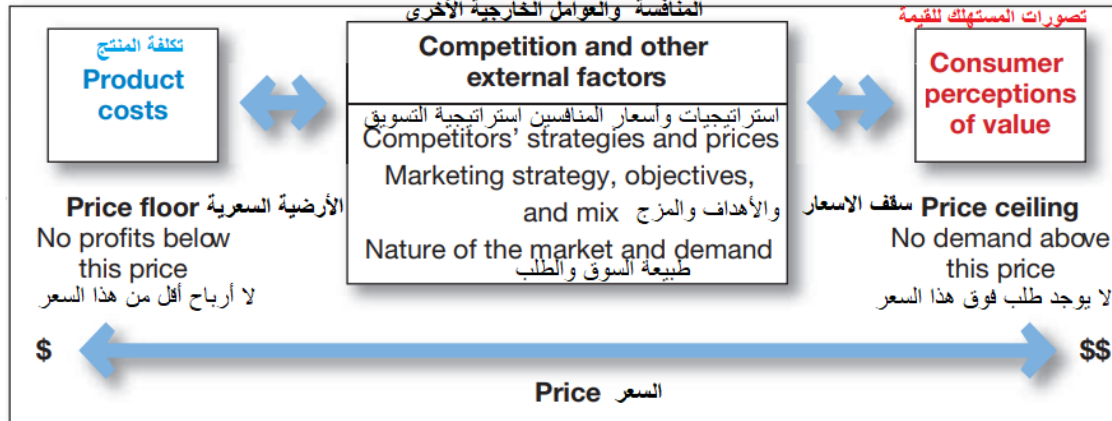 المنافسة والعوامل الخارجية الأخرى
تصورات المستهلك للقيمة
تكلفة المنتج
Product
costs
Competition and other
external factors
استراتيجيات وأسعار المنافسين استراتيجية التسويق
Competitors' strategies and prices
Marketing strategy, objectives,
and mix والأهداف والمزج
Nature of the market and demand
طبيعة السوق والطلب
Consumer
perceptions
of value
Price floor الأرضية السعرية
No profits below
this price
لا أرباح أقل من هذا السعر
سقف الاسعار Price ceiling
No demand above
this price
لا يوجد طلب فوق هذا السعر
$
$$
Price السعر